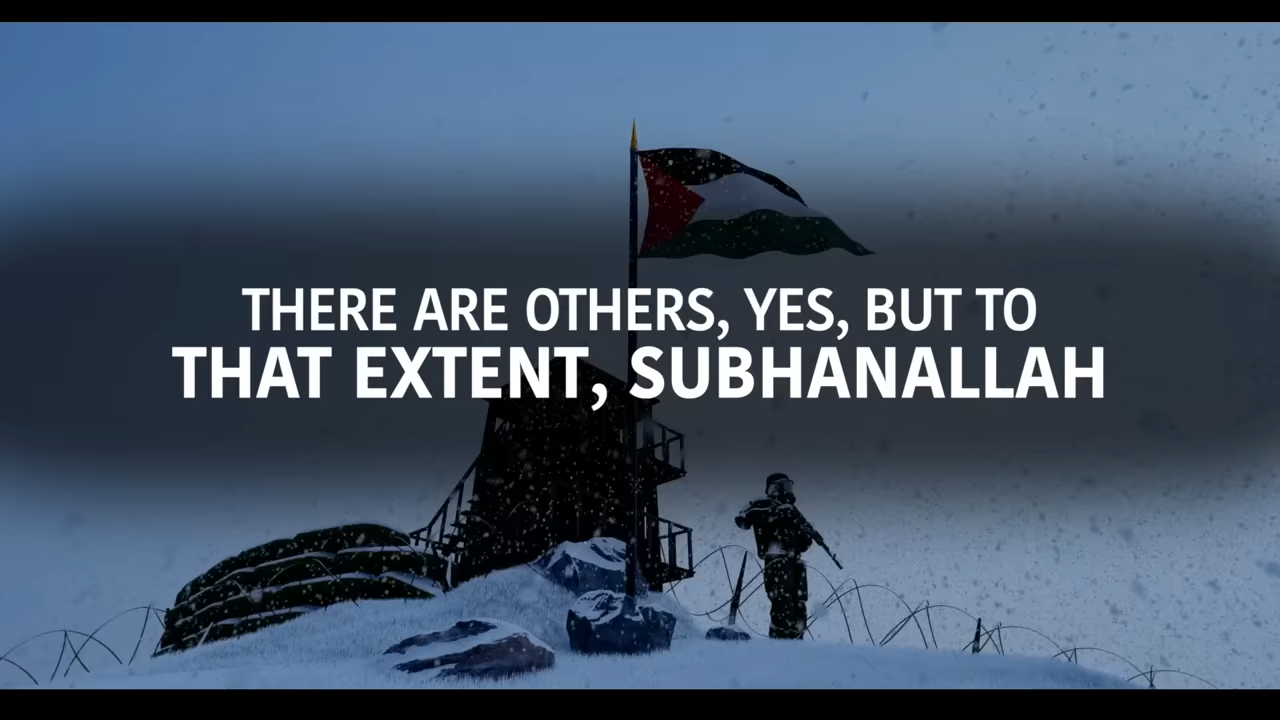 THERE ARE OTHERS, YES, BUT TO
THAT EXTENT, SUBHANALLAH